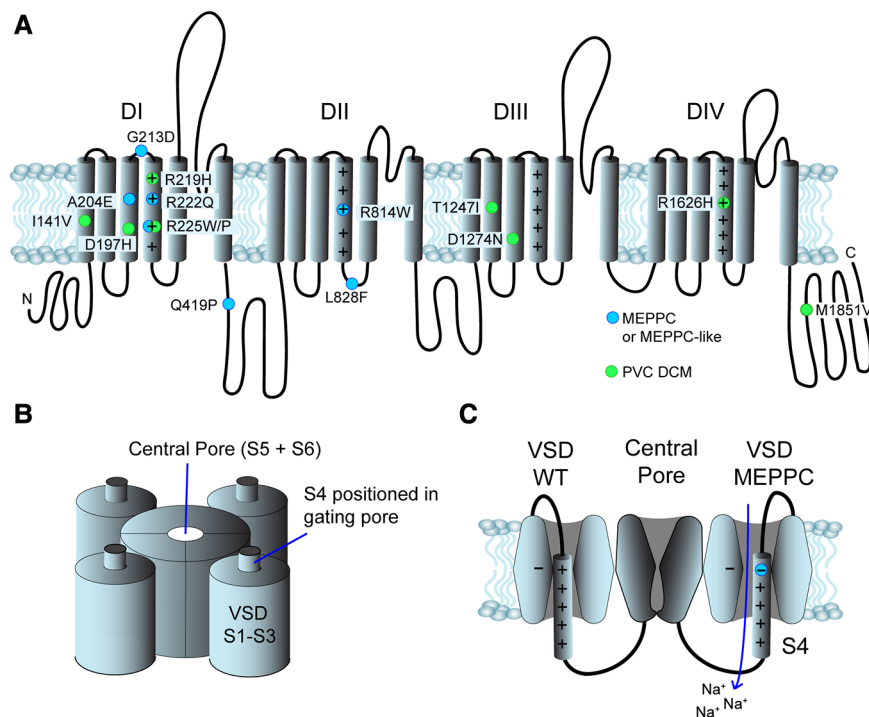 A
DI
DII
DIII
DIV
G213D
R219H
A204E
R222Q
I141V
R225W/P
D197H
R814W
T1247I
D1274N
R1626H
N
Q419P
L828F
C
M1851V
MEPPC
or MEPPC-like
PVC DCM
B
Central Pore (S5 + S6)
S4 positioned in
gating pore
VSD
S1-S3
C
VSD
WT
Central
Pore
VSD
MEPPC
- + + + + +
- - + + + +
S4
Na⁺
Na⁺ Na⁺